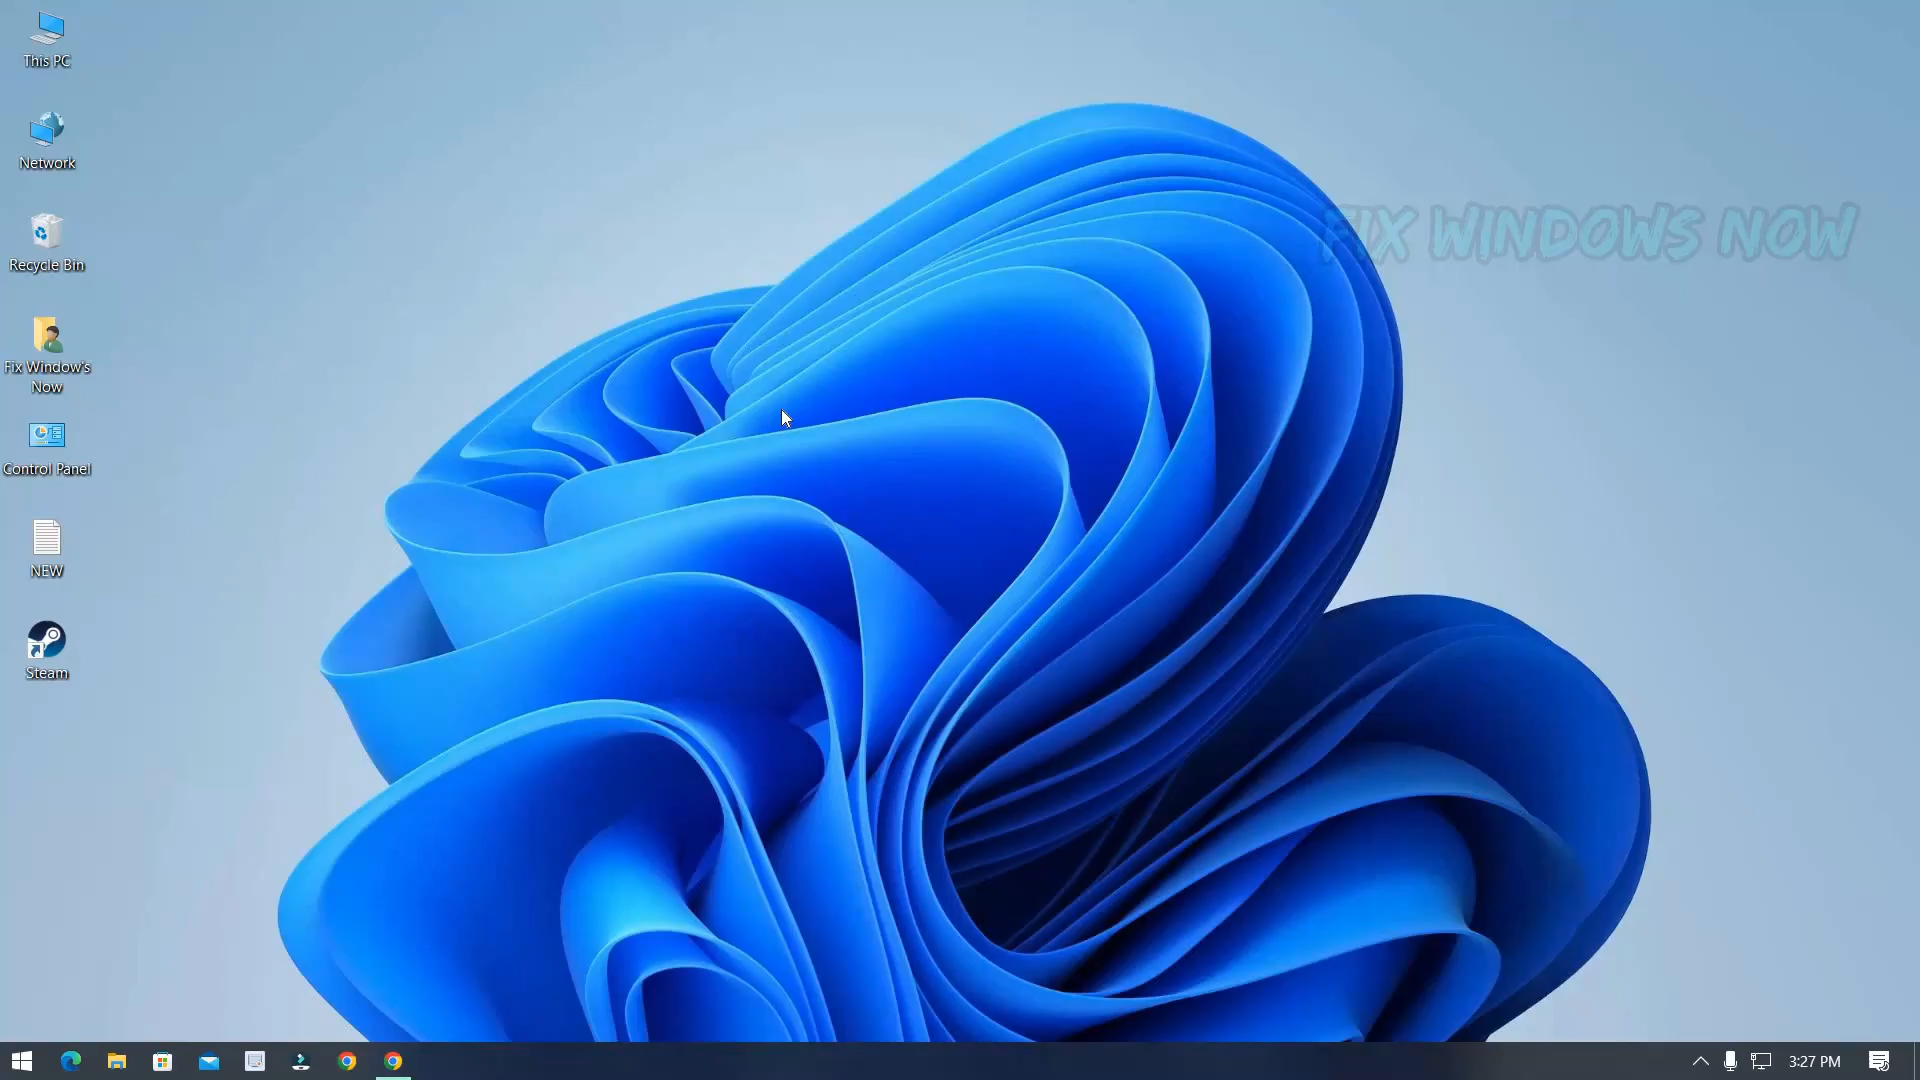 This PC
Network
Recycle Bin
Fix Window's
Now
Control Panel
NEW
Steam
FIX WINDOWS NOW
3:27 PM